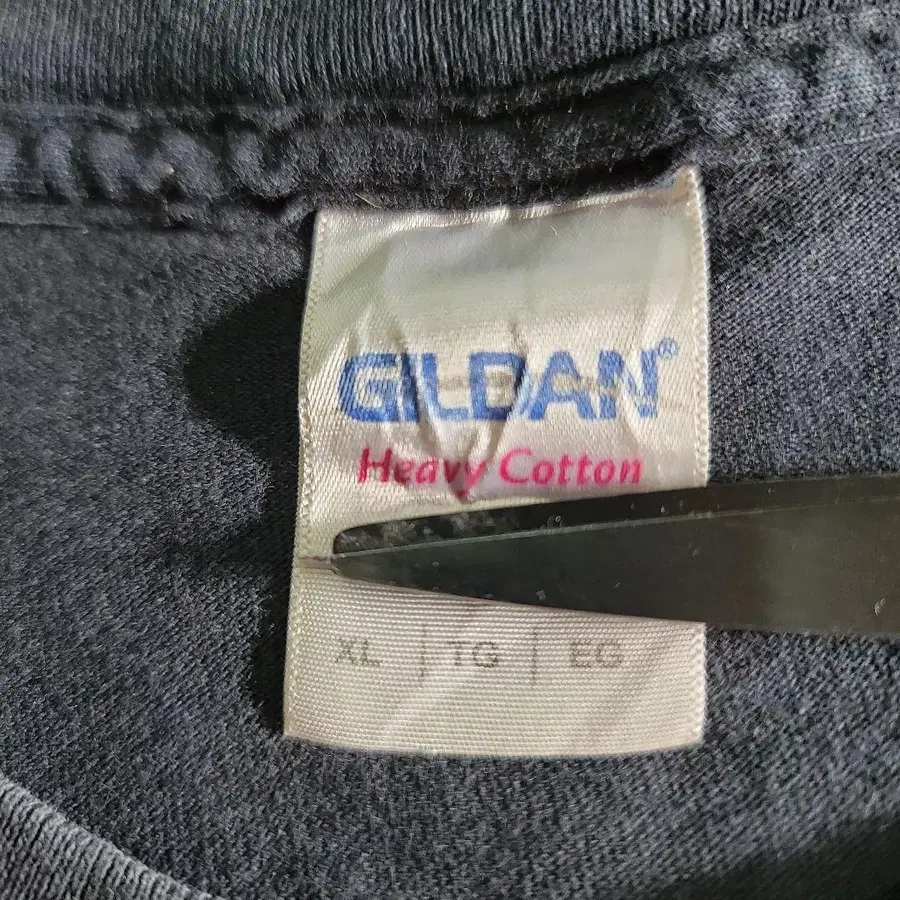 GILDAN®
Heavy Cotton
XL | TG | EG